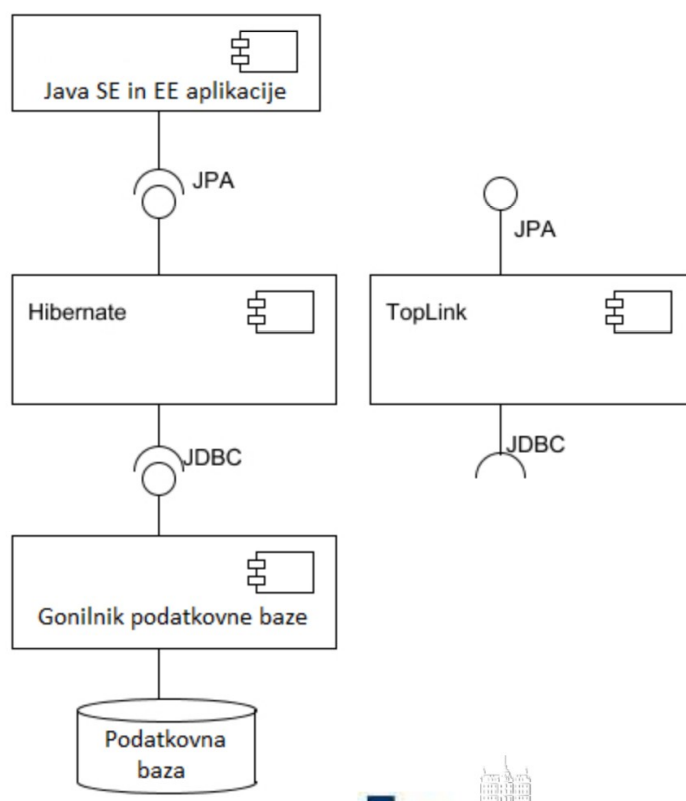 Java SE in EE aplikacije
JPA
JPA
Hibernate
TopLink
JDBC
JDBC
Gonilnik podatkovne baze
Podatkovna
baza